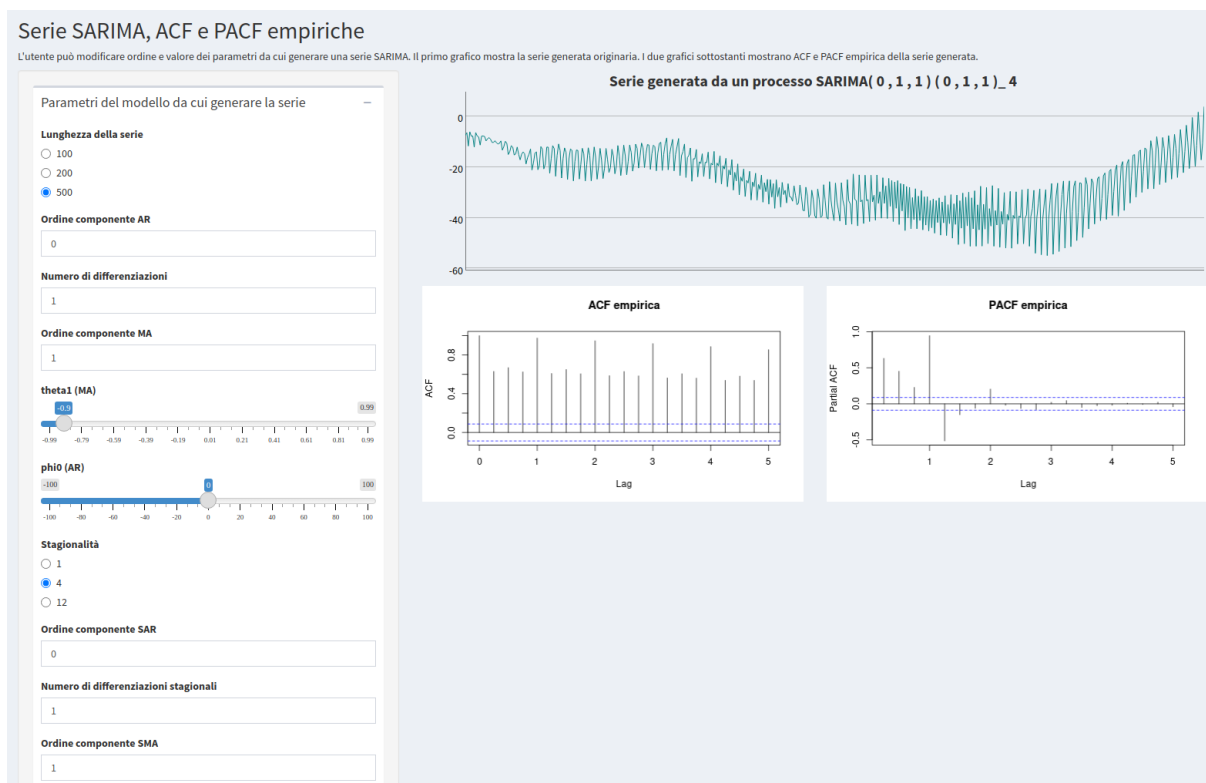 Serie SARIMA, ACF e PACF empiriche
L'utente può modificare ordine e valore dei parametri da cui generare una serie SARIMA. Il primo grafico mostra la serie generata originaria. I due grafici sottostanti mostrano ACF e PACF empirica della serie generata.
Parametri del modello da cui generare la serie
Lunghezza della serie
100
200
500
Ordine componente AR
0
Numero di differenziazioni
1
Ordine componente MA
1
theta1 (MA)
-0.9 0.99
-0.99 -0.79 -0.59 -0.39 -0.19 0.01 0.21 0.41 0.61 0.81 0.99
phi0 (AR)
-100 0 100
-100 -80 -60 -40 -20 0 20 40 60 80 100
Stagionalità
1
4
12
Ordine componente SAR
0
Numero di differenziazioni stagionali
1
Ordine componente SMA
1
Serie generata da un processo SARIMA( 0 , 1 , 1 ) ( 0 , 1 , 1 )_ 4
0
-20
-40
-60
ACF empirica
ACF
0.8
0.4
0.0
0 1 2 3 4 5
Lag
PACF empirica
Partial ACF
1.0
0.5
0.0
-0.5
1 2 3 4 5
Lag